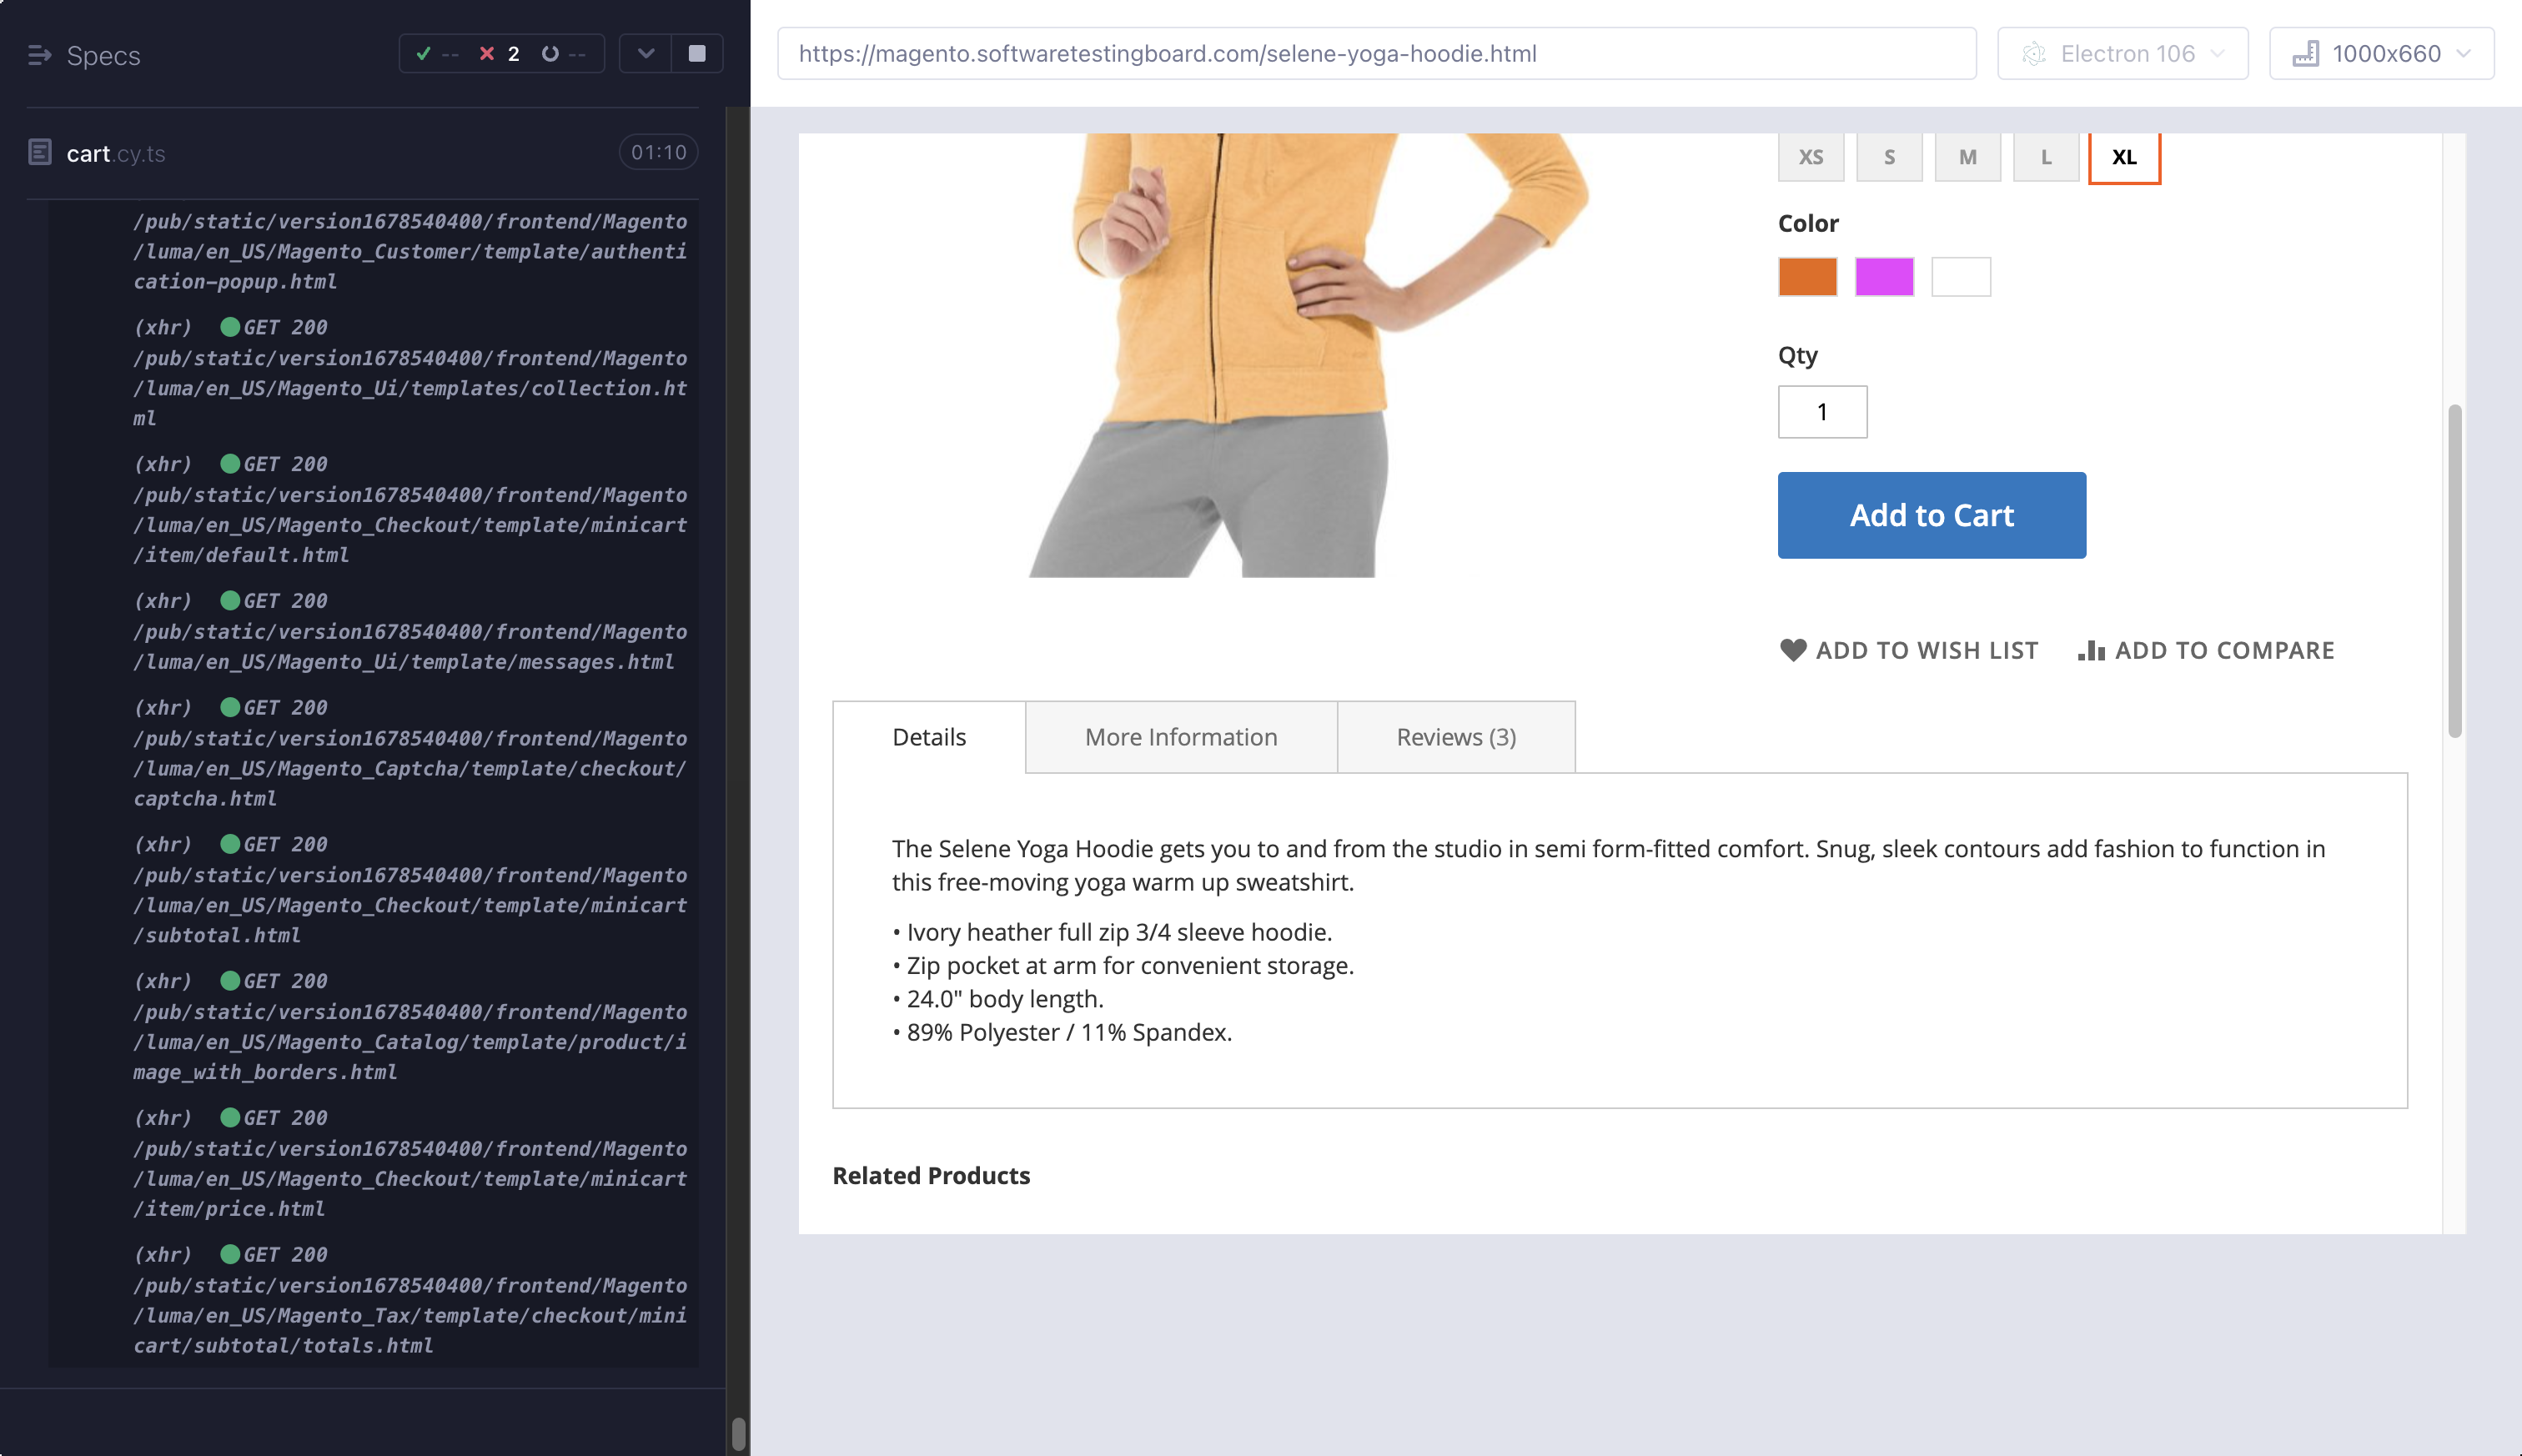 Specs
-- 2 --
cart.cy.ts
01:10
/pub/static/version1678540400/frontend/Magento
/luma/en_US/Magento_Customer/template/authenti
cation-popup.html
(xhr) GET 200
/pub/static/version1678540400/frontend/Magento
/luma/en_US/Magento_Ui/templates/collection.ht
ml
(xhr) GET 200
/pub/static/version1678540400/frontend/Magento
/luma/en_US/Magento_Checkout/template/minicart
/item/default.html
(xhr) GET 200
/pub/static/version1678540400/frontend/Magento
/luma/en_US/Magento_Ui/template/messages.html
(xhr) GET 200
/pub/static/version1678540400/frontend/Magento
/luma/en_US/Magento_Captcha/template/checkout/
captcha.html
(xhr) GET 200
/pub/static/version1678540400/frontend/Magento
/luma/en_US/Magento_Checkout/template/minicart
/subtotal.html
(xhr) GET 200
/pub/static/version1678540400/frontend/Magento
/luma/en_US/Magento_Catalog/template/product/i
mage_with_borders.html
(xhr) GET 200
/pub/static/version1678540400/frontend/Magento
/luma/en_US/Magento_Checkout/template/minicart
/item/price.html
(xhr) GET 200
/pub/static/version1678540400/frontend/Magento
/luma/en_US/Magento_Tax/template/checkout/mini
cart/subtotal/totals.html
https://magento.softwaretestingboard.com/selene-yoga-hoodie.html
Electron 106
1000x660
XS S M L XL
Color
Qty
1
Add to Cart
ADD TO WISH LIST ADD TO COMPARE
Details More Information Reviews (3)
The Selene Yoga Hoodie gets you to and from the studio in semi form-fitted comfort. Snug, sleek contours add fashion to function in
this free-moving yoga warm up sweatshirt.
• Ivory heather full zip 3/4 sleeve hoodie.
• Zip pocket at arm for convenient storage.
• 24.0" body length.
• 89% Polyester / 11% Spandex.
Related Products